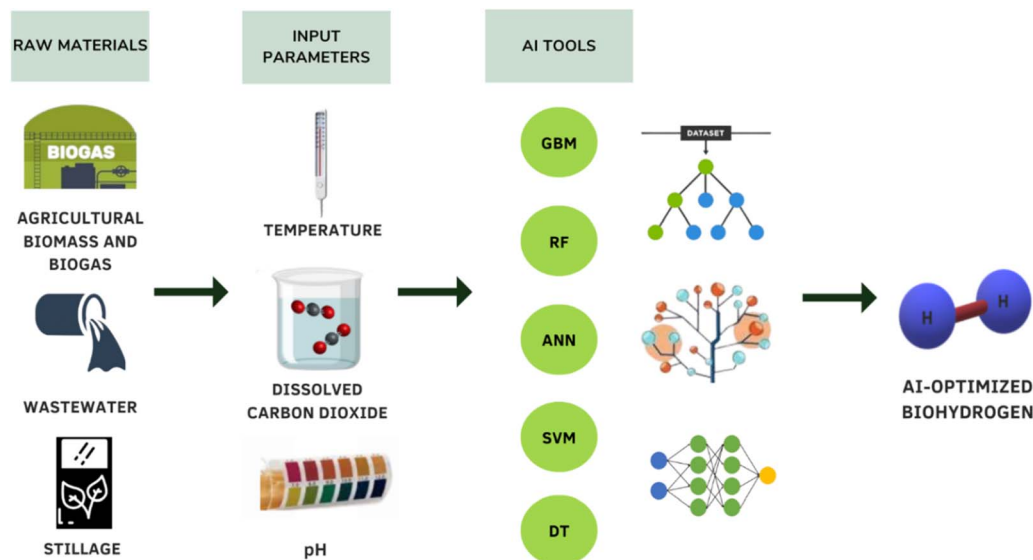 RAW MATERIALS
INPUT
PARAMETERS
AI TOOLS
BIOGAS
AGRICULTURAL
BIOMASS AND
BIOGAS
WASTEWATER
STILLAGE
TEMPERATURE
DISSOLVED
CARBON DIOXIDE
pH
GBM
RF
ANN
SVM
DT
DATASET
H
H
AI-OPTIMIZED
BIOHYDROGEN